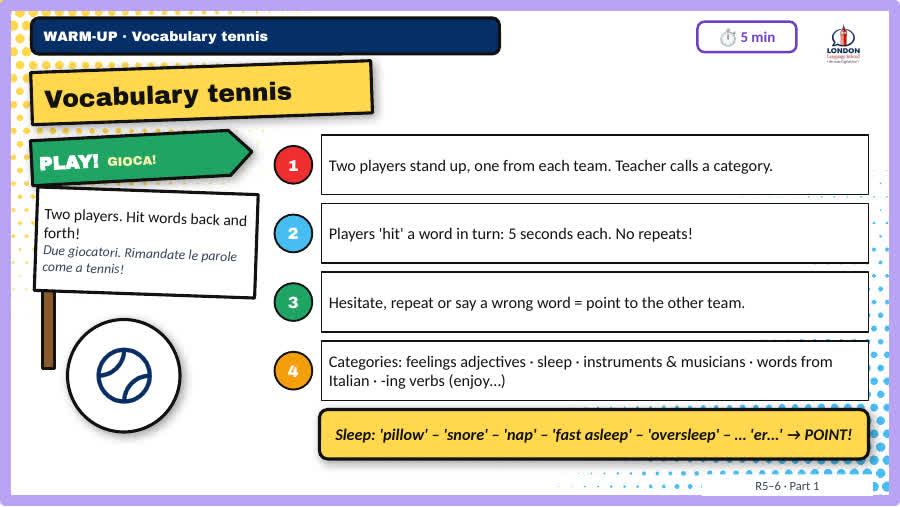 WARM-UP · Vocabulary tennis
⏱️ 5 min
LONDON
Language School
Vocabulary tennis
PLAY! GIOCA!
Two players. Hit words back and
forth!
Due giocatori. Rimandate le parole
come a tennis!
1
Two players stand up, one from each team. Teacher calls a category.
2
Players 'hit' a word in turn: 5 seconds each. No repeats!
3
Hesitate, repeat or say a wrong word = point to the other team.
4
Categories: feelings adjectives · sleep · instruments & musicians · words from
Italian · -ing verbs (enjoy...)
Sleep: 'pillow' – 'snore' – 'nap' – 'fast asleep' – 'oversleep' – ... 'er...' → POINT!
R5–6 · Part 1